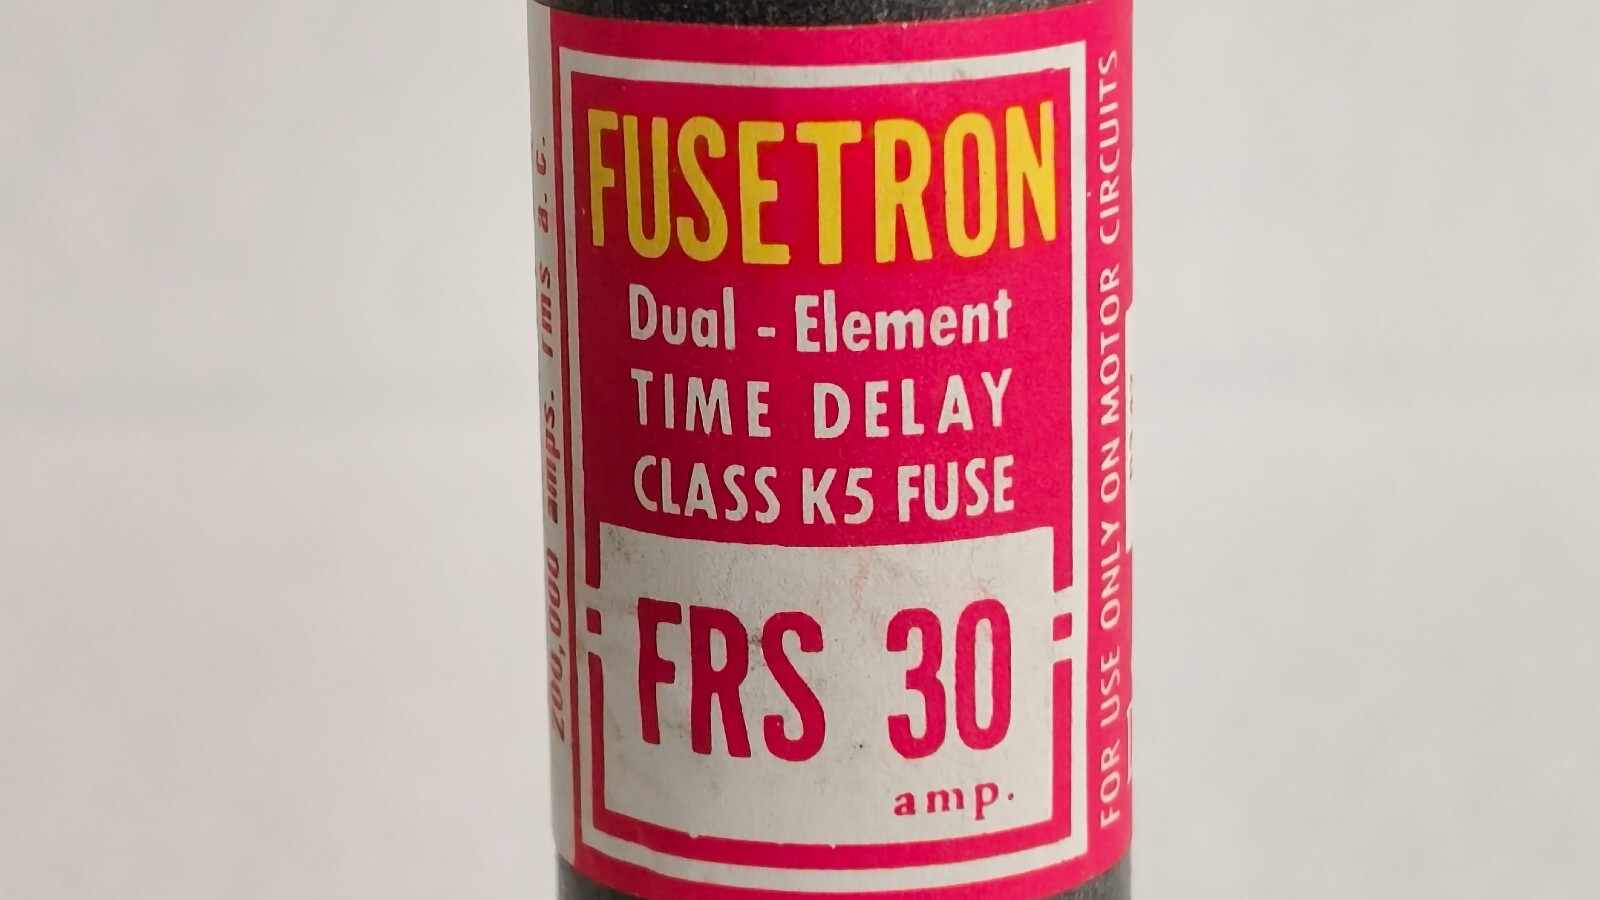 FUSETRON
Dual - Element
TIME DELAY
CLASS K5 FUSE
FRS 30
amp.
FOR USE ONLY ON MOTOR CIRCUITS
200,000 amps. rms a.c.